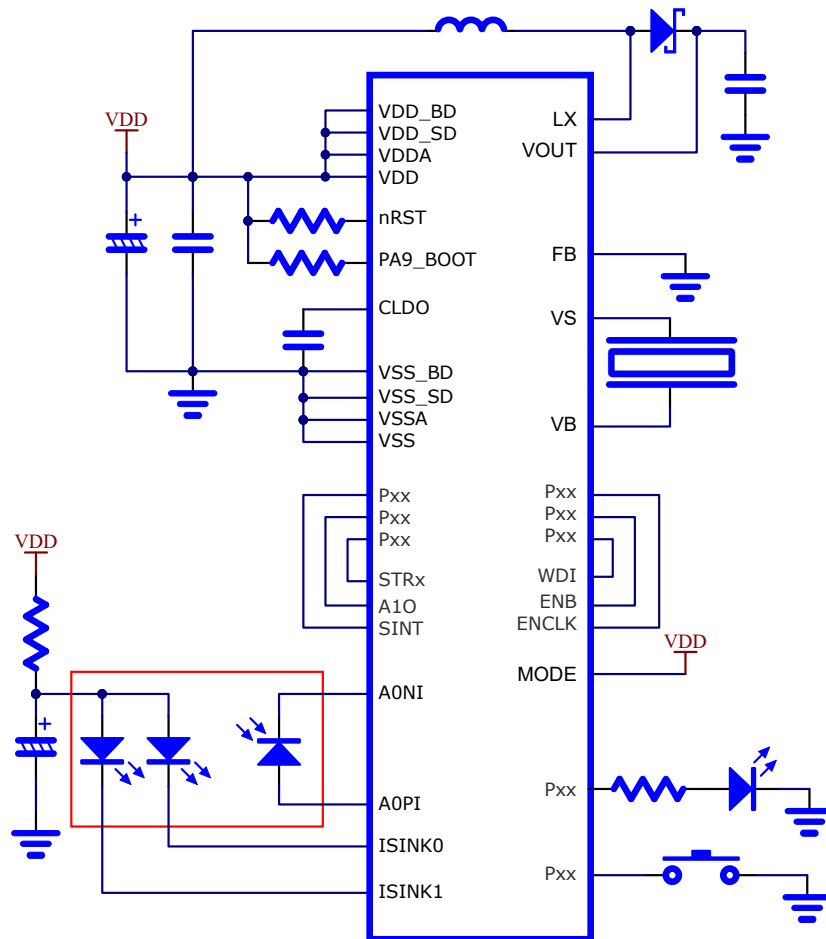 VDD
+
VDD_BD
VDD_SD
VDDA
VDD
nRST
PA9_BOOT
CLDO
VSS_BD
VSS_SD
VSSA
VSS
Pxx
Pxx
Pxx
STRx
A1O
SINT
VDD
+
A0NI
A0PI
ISINK0
ISINK1
LX
VOUT
FB
VS
VB
Pxx
Pxx
Pxx
WDI
ENB
ENCLK
VDD
MODE
Pxx
Pxx